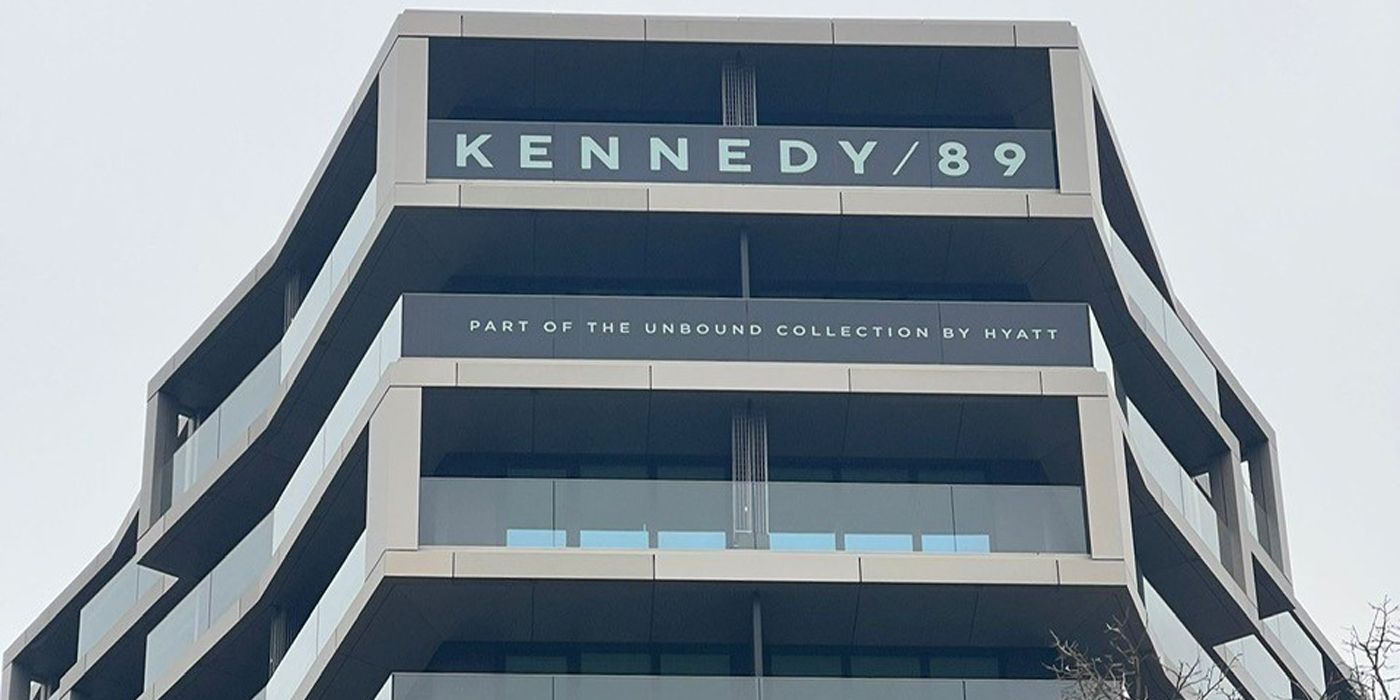 KENNEDY/89
PART OF THE UNBOUND COLLECTION BY HYATT